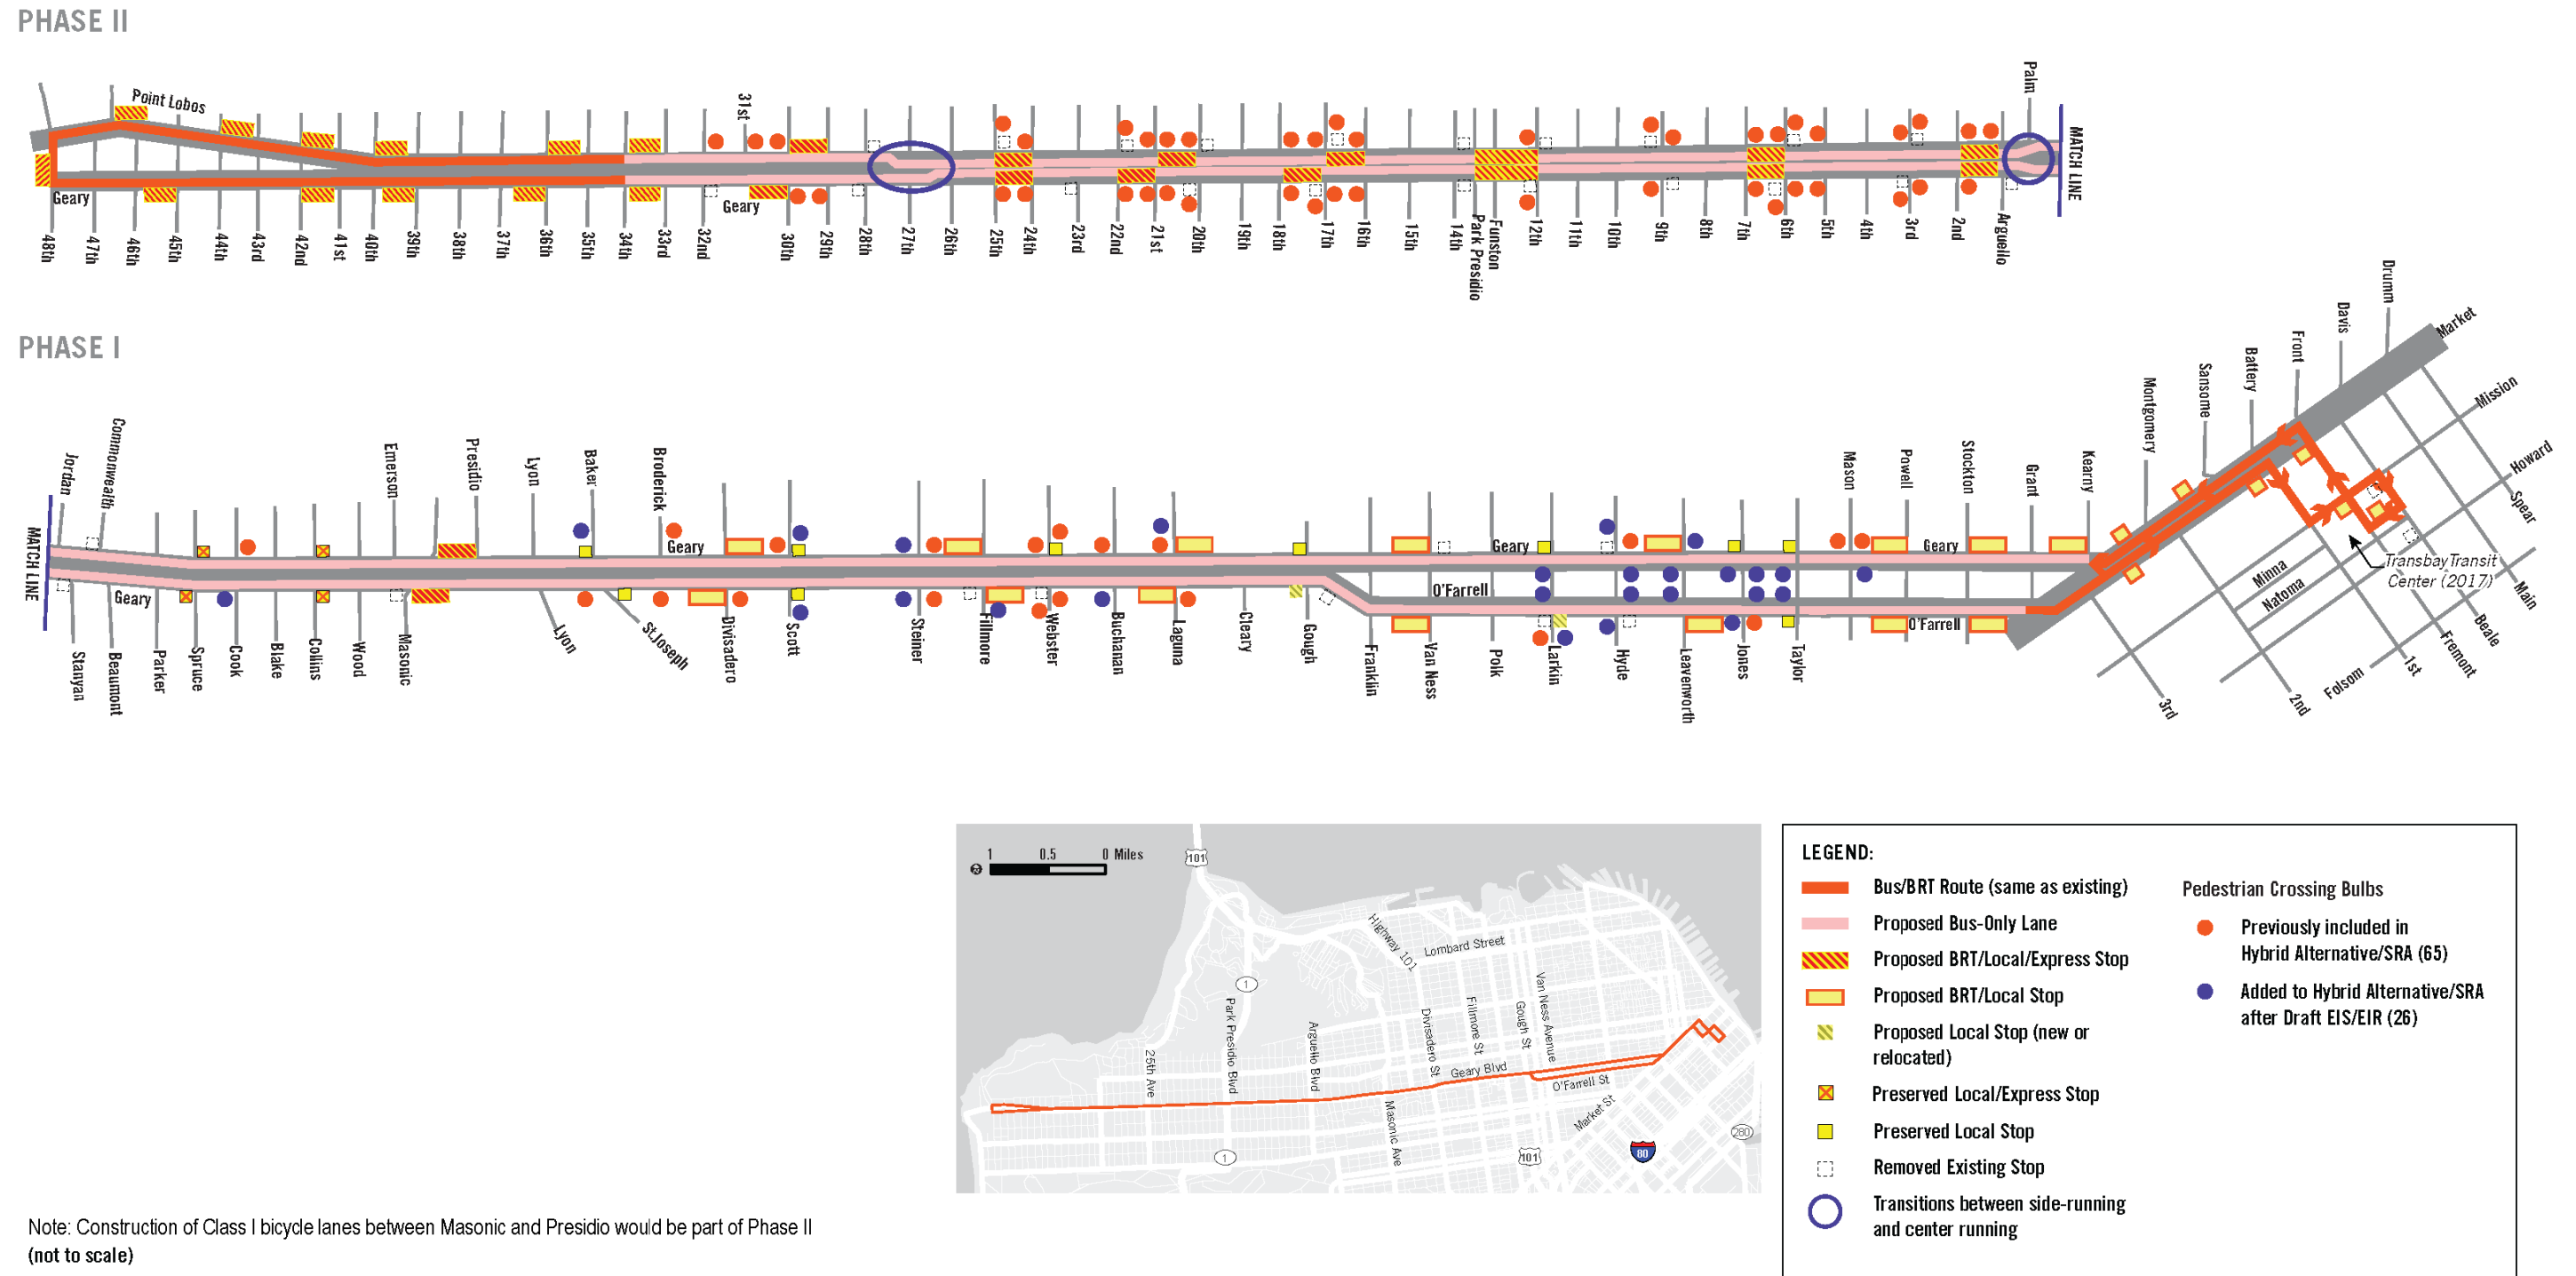 PHASE II
Point Lobos
31st
Palm
MATCH LINE
Geary
Geary
48th
47th
46th
45th
44th
43rd
42nd
41st
40th
39th
38th
37th
36th
35th
34th
33rd
32nd
30th
29th
28th
27th
26th
25th
24th
23rd
22nd
21st
20th
19th
18th
17th
16th
15th
14th
Park Presidio
Funston
12th
11th
10th
9th
8th
7th
6th
5th
4th
3rd
2nd
Arguello
PHASE I
MATCH LINE
Jordan
Commonwealth
Emerson
Presidio
Lyon
Baker
Broderick
Geary
Geary
Mason
Powell
Stockton
Grant
Kearny
Geary
Montgomery
Sansome
Battery
Front
Davis
Drumm
Market
Mission
Howard
Spear
Main
Beale
Fremont
1st
Folsom
2nd
3rd
Minna
Natoma
Transbay Transit
Center (2017)
Geary
O'Farrell
O'Farrell
Stanyan
Beaumont
Parker
Spruce
Cook
Blake
Collins
Wood
Masonic
Lyon
St.Joseph
Divisadero
Scott
Steiner
Fillmore
Webster
Buchanan
Laguna
Cleary
Gough
Franklin
Van Ness
Polk
Larkin
Hyde
Leavenworth
Jones
Taylor
1 0.5 0 Miles
101
Highway 101
Lombard Street
1
Van Ness Avenue
Gough St
Fillmore St
Divisadero St
Arguello Blvd
Park Presidio Blvd
25th Ave
Geary Blvd
O'Farrell St
Market St
Masonic Ave
1
101
80
280
LEGEND:
Bus/BRT Route (same as existing)
Proposed Bus-Only Lane
Proposed BRT/Local/Express Stop
Proposed BRT/Local Stop
Proposed Local Stop (new or
relocated)
Preserved Local/Express Stop
Preserved Local Stop
Removed Existing Stop
Transitions between side-running
and center running
Pedestrian Crossing Bulbs
Previously included in
Hybrid Alternative/SRA (65)
Added to Hybrid Alternative/SRA
after Draft EIS/EIR (26)
Note: Construction of Class I bicycle lanes between Masonic and Presidio would be part of Phase II
(not to scale)